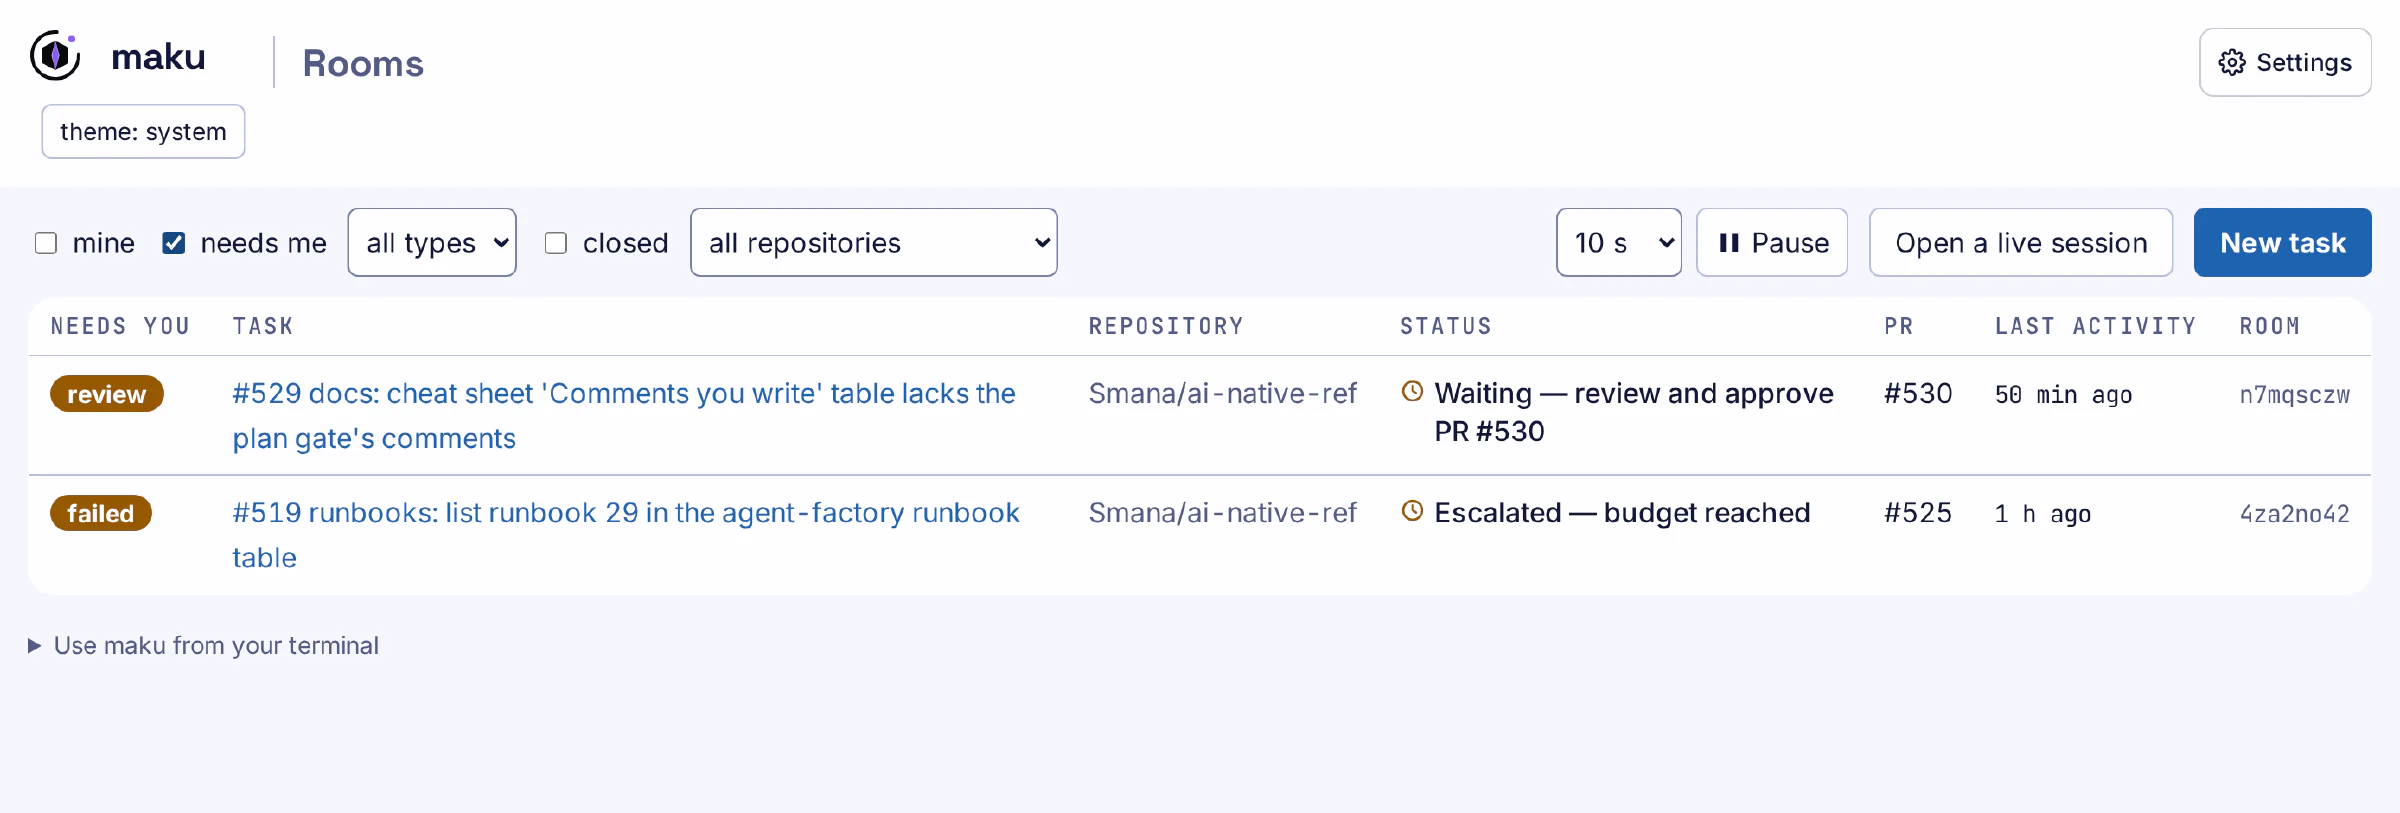 maku
Rooms
Settings
theme: system
mine
needs me
all types
closed
all repositories
10 s
Pause
Open a live session
New task
NEEDS YOU
TASK
REPOSITORY
STATUS
PR
LAST ACTIVITY
ROOM
review
#529 docs: cheat sheet 'Comments you write' table lacks the
plan gate's comments
Smana/ai-native-ref
Waiting — review and approve
PR #530
#530
50 min ago
n7mqsczw
failed
#519 runbooks: list runbook 29 in the agent-factory runbook
table
Smana/ai-native-ref
Escalated — budget reached
#525
1 h ago
4za2no42
Use maku from your terminal